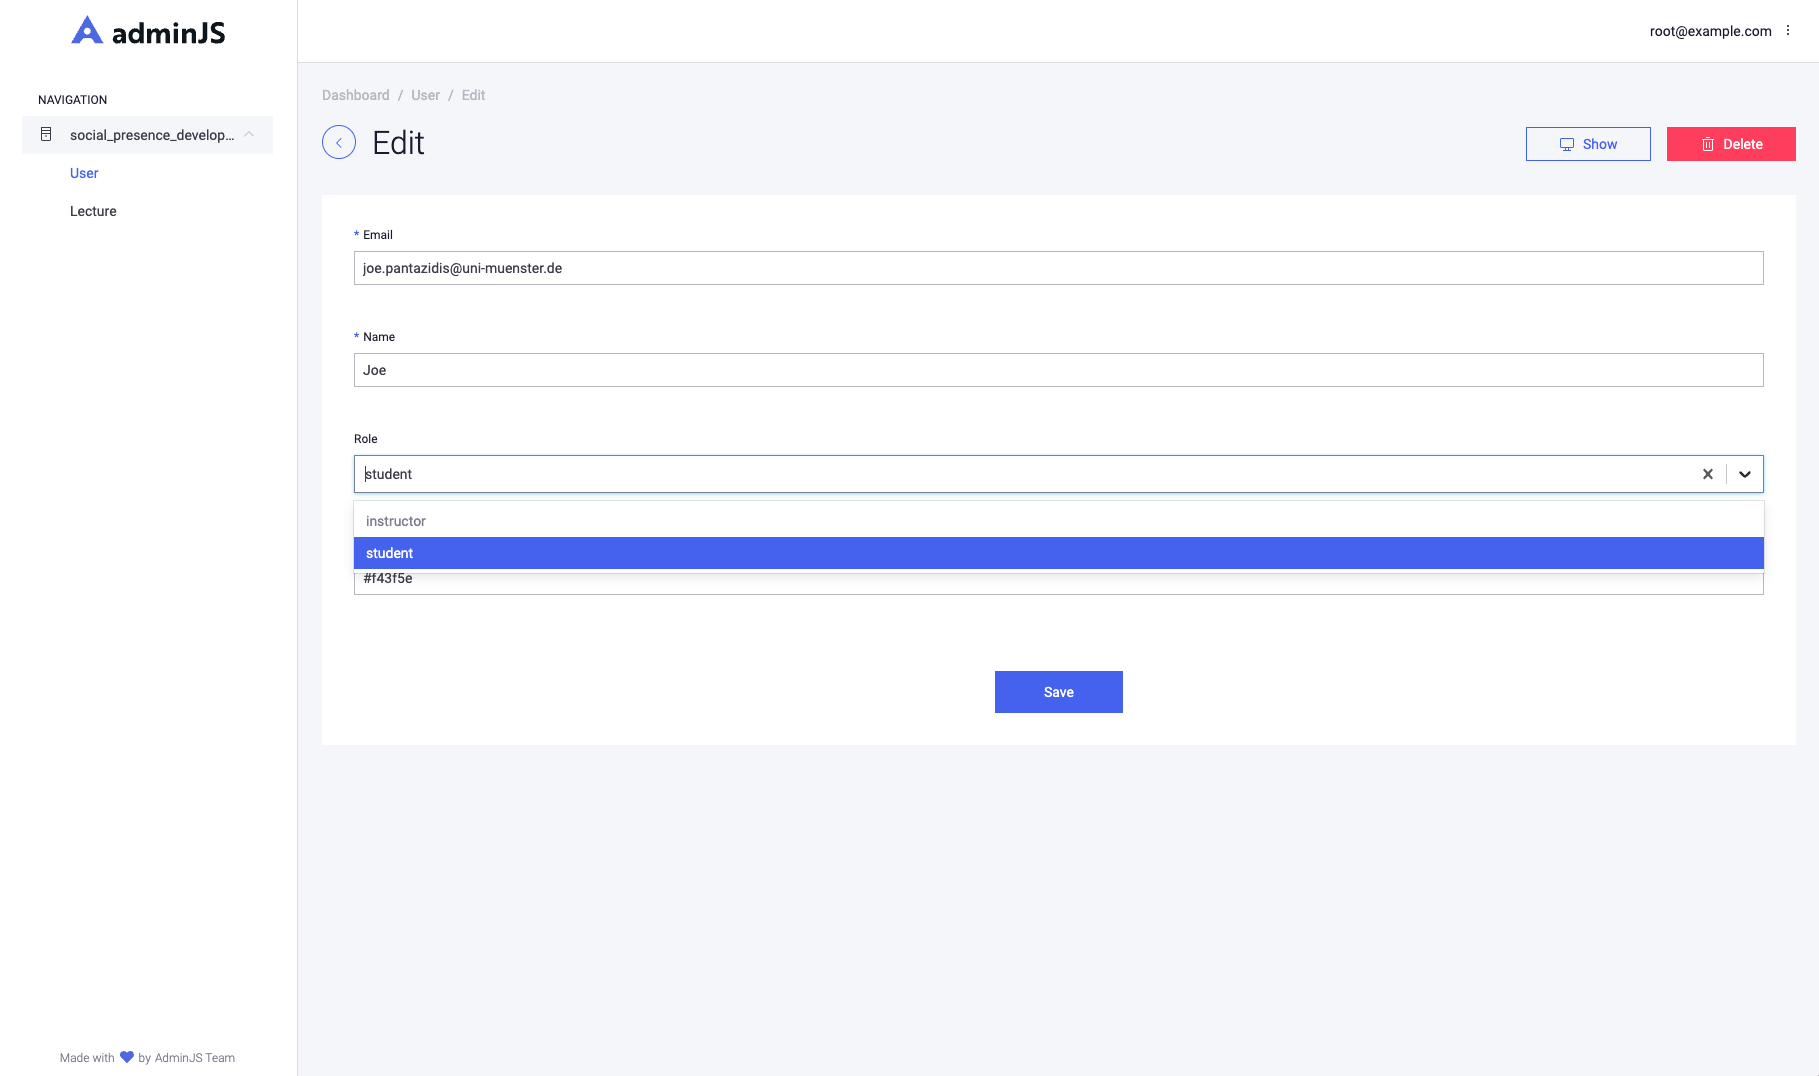 adminJS
root@example.com
NAVIGATION
social_presence_develop...
User
Lecture
Dashboard / User / Edit
Edit
Show
Delete
* Email
joe.pantazidis@uni-muenster.de
* Name
Joe
Role
student
instructor
student
#f43f5e
Save
Made with by AdminJS Team